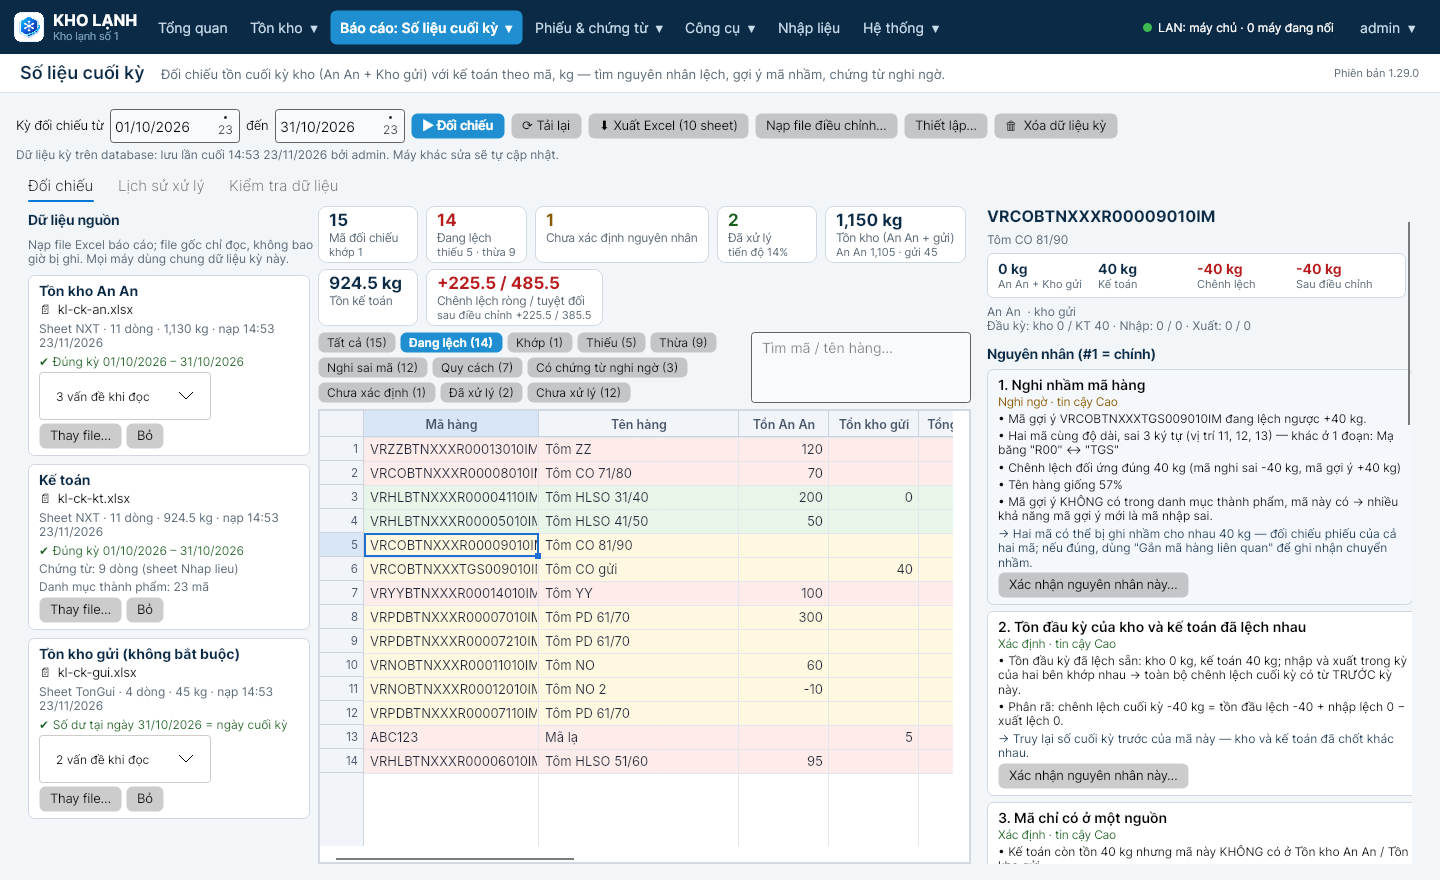 KHO LẠNH
Kho lạnh số 1
Tổng quan
Tồn kho ▾
Báo cáo: Số liệu cuối kỳ ▾
Phiếu & chứng từ ▾
Công cụ ▾
Nhập liệu
Hệ thống ▾
LAN: máy chủ · 0 máy đang nối
admin ▾
Số liệu cuối kỳ
Đối chiếu tồn cuối kỳ kho (An An + Kho gửi) với kế toán theo mã, kg — tìm nguyên nhân lệch, gợi ý mã nhầm, chứng từ nghi ngờ.
Phiên bản 1.29.0
Kỳ đối chiếu từ
01/10/2026
23
đến
31/10/2026
23
▶ Đối chiếu
⟳ Tải lại
⬇ Xuất Excel (10 sheet)
Nạp file điều chỉnh...
Thiết lập...
🗑 Xóa dữ liệu kỳ
Dữ liệu kỳ trên database: lưu lần cuối 14:53 23/11/2026 bởi admin. Máy khác sửa sẽ tự cập nhật.
Đối chiếu
Lịch sử xử lý
Kiểm tra dữ liệu
Dữ liệu nguồn
Nạp file Excel báo cáo; file gốc chỉ đọc, không bao
giờ bị ghi. Mọi máy dùng chung dữ liệu kỳ này.
Tồn kho An An
kl-ck-an.xlsx
Sheet NXT · 11 dòng · 1,130 kg · nạp 14:53
23/11/2026
✔ Đúng kỳ 01/10/2026 – 31/10/2026
3 vấn đề khi đọc
Thay file...
Bỏ
Kế toán
kl-ck-kt.xlsx
Sheet NXT · 11 dòng · 924.5 kg · nạp 14:53
23/11/2026
✔ Đúng kỳ 01/10/2026 – 31/10/2026
Chứng từ: 9 dòng (sheet Nhap lieu)
Danh mục thành phẩm: 23 mã
Thay file...
Bỏ
Tồn kho gửi (không bắt buộc)
kl-ck-gui.xlsx
Sheet TonGui · 4 dòng · 45 kg · nạp 14:53
23/11/2026
✔ Số dư tại ngày 31/10/2026 = ngày cuối kỳ
2 vấn đề khi đọc
Thay file...
Bỏ
15
Mã đối chiếu
khớp 1
14
Đang lệch
thiếu 5 · thừa 9
1
Chưa xác định nguyên nhân
2
Đã xử lý
tiến độ 14%
1,150 kg
Tồn kho (An An + gửi)
An An 1,105 · gửi 45
924.5 kg
Tồn kế toán
+225.5 / 485.5
Chênh lệch ròng / tuyệt đối
sau điều chỉnh +225.5 / 385.5
Tất cả (15)
Đang lệch (14)
Khớp (1)
Thiếu (5)
Thừa (9)
Nghi sai mã (12)
Quy cách (7)
Có chứng từ nghi ngờ (3)
Chưa xác định (1)
Đã xử lý (2)
Chưa xử lý (12)
Tìm mã / tên hàng...
Mã hàng
Tên hàng
Tồn An An
Tồn kho gửi
Tổng
1 VRZZBTNXXXR00013010IM Tôm ZZ 120
2 VRCOBTNXXXR00008010IM Tôm CO 71/80 70
3 VRHLBTNXXXR00004110IM Tôm HLSO 31/40 200 0
4 VRHLBTNXXXR00005010IM Tôm HLSO 41/50 50
5 VRCOBTNXXXR00009010IM Tôm CO 81/90
6 VRCOBTNXXXTGS009010IM Tôm CO gửi 40
7 VRYYBTNXXXR00014010IM Tôm YY 100
8 VRPDBTNXXXR00007010IM Tôm PD 61/70 300
9 VRPDBTNXXXR00007210IM Tôm PD 61/70
10 VRNOBTNXXXR00011010IM Tôm NO 60
11 VRNOBTNXXXR00012010IM Tôm NO 2 -10
12 VRPDBTNXXXR00007110IM Tôm PD 61/70
13 ABC123 Mã lạ 5
14 VRHLBTNXXXR00006010IM Tôm HLSO 51/60 95
VRCOBTNXXXR00009010IM
Tôm CO 81/90
0 kg
An An + Kho gửi
40 kg
Kế toán
-40 kg
Chênh lệch
-40 kg
Sau điều chỉnh
An An · kho gửi
Đầu kỳ: kho 0 / KT 40 · Nhập: 0 / 0 · Xuất: 0 / 0
Nguyên nhân (#1 = chính)
1. Nghi nhầm mã hàng
Nghi ngờ · tin cậy Cao
• Mã gợi ý VRCOBTNXXXTGS009010IM đang lệch ngược +40 kg.
• Hai mã cùng độ dài, sai 3 ký tự (vị trí 11, 12, 13) — khác ở 1 đoạn: Mạ
băng "R00" ↔ "TGS"
• Chênh lệch đối ứng đúng 40 kg (mã nghi sai -40 kg, mã gợi ý +40 kg)
• Tên hàng giống 57%
• Mã gợi ý KHÔNG có trong danh mục thành phẩm, mã này có → nhiều
khả năng mã gợi ý mới là mã nhập sai.
→ Hai mã có thể bị ghi nhầm cho nhau 40 kg — đối chiếu phiếu của cả
hai mã; nếu đúng, dùng "Gắn mã hàng liên quan" để ghi nhận chuyển
nhầm.
Xác nhận nguyên nhân này...
2. Tồn đầu kỳ của kho và kế toán đã lệch nhau
Xác định · tin cậy Cao
• Tồn đầu kỳ đã lệch sẵn: kho 0 kg, kế toán 40 kg; nhập và xuất trong kỳ
của hai bên khớp nhau → toàn bộ chênh lệch cuối kỳ có từ TRƯỚC kỳ
này.
• Phân rã: chênh lệch cuối kỳ -40 kg = tồn đầu lệch -40 + nhập lệch 0 −
xuất lệch 0.
→ Truy lại số cuối kỳ trước của mã này — kho và kế toán đã chốt khác
nhau.
Xác nhận nguyên nhân này...
3. Mã chỉ có ở một nguồn
Xác định · tin cậy Cao
• Kế toán còn tồn 40 kg nhưng mã này KHÔNG có ở Tồn kho An An / Tồn